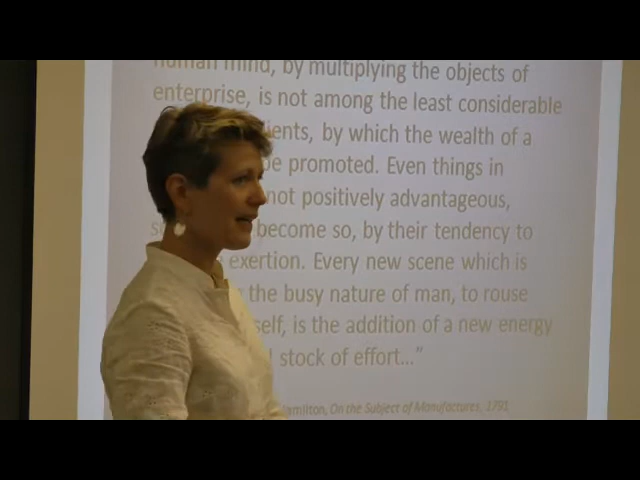 human mind, by multiplying the objects of
enterprise, is not among the least considerable
by which the wealth of a
be promoted. Even things in
not positively advantageous,
become so, by their tendency to
exertion. Every new scene which is
the busy nature of man, to rouse
is the addition of a new energy
stock of effort…”
On the Subject of Manufactures, 1791